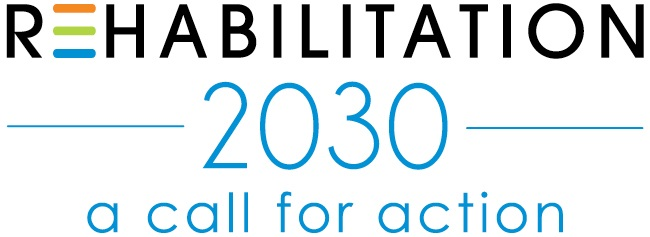 REHABILITATION
2030
a call for action